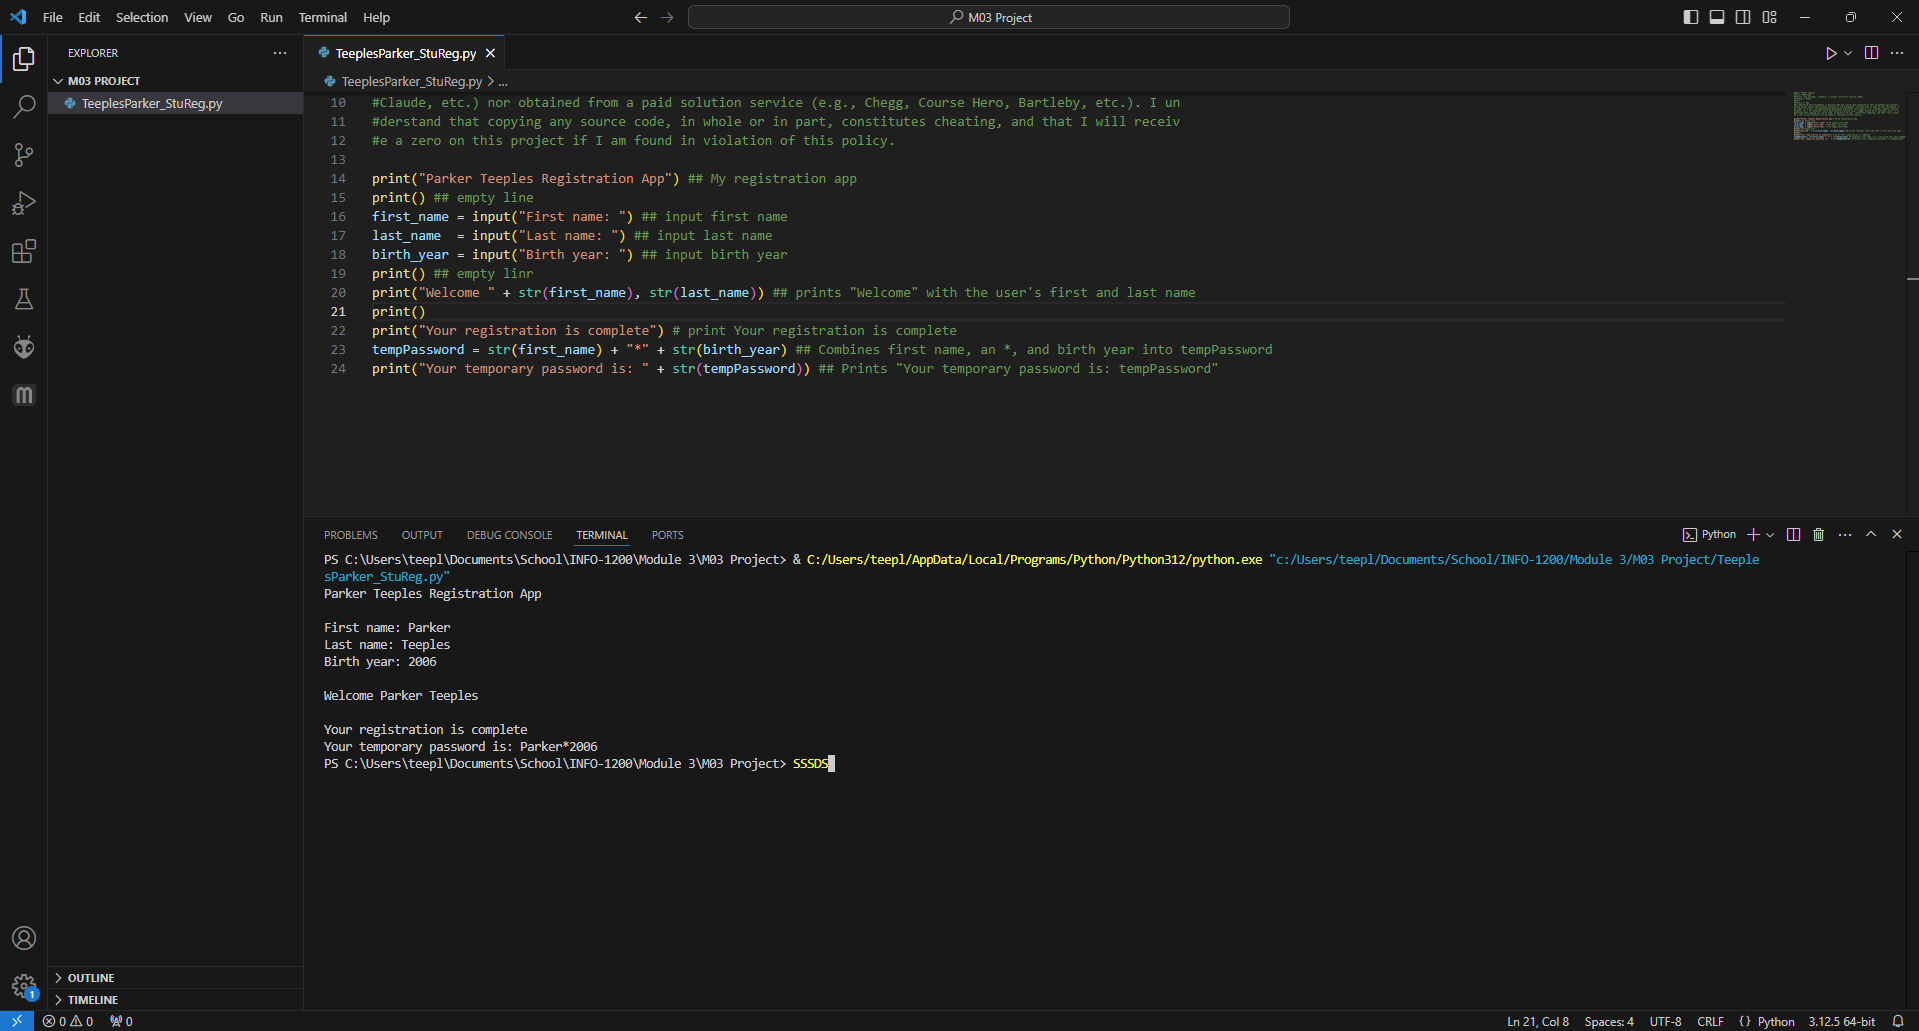 File Edit Selection View Go Run Terminal Help
M03 Project
EXPLORER
M03 PROJECT
TeeplesParker_StuReg.py
TeeplesParker_StuReg.py
TeeplesParker_StuReg.py > ...
10 #Claude, etc.) nor obtained from a paid solution service (e.g., Chegg, Course Hero, Bartleby, etc.). I un
11 #derstand that copying any source code, in whole or in part, constitutes cheating, and that I will receiv
12 #e a zero on this project if I am found in violation of this policy.
13
14 print("Parker Teeples Registration App") ## My registration app
15 print() ## empty line
16 first_name = input("First name: ") ## input first name
17 last_name  = input("Last name: ") ## input last name
18 birth_year = input("Birth year: ") ## input birth year
19 print() ## empty linr
20 print("Welcome " + str(first_name), str(last_name)) ## prints "Welcome" with the user's first and last name
21 print()
22 print("Your registration is complete") # print Your registration is complete
23 tempPassword = str(first_name) + "*" + str(birth_year) ## Combines first name, an *, and birth year into tempPassword
24 print("Your temporary password is: " + str(tempPassword)) ## Prints "Your temporary password is: tempPassword"
PROBLEMS OUTPUT DEBUG CONSOLE TERMINAL PORTS
Python
PS C:\Users\teepl\Documents\School\INFO-1200\Module 3\M03 Project> & C:/Users/teepl/AppData/Local/Programs/Python/Python312/python.exe "c:/Users/teepl/Documents/School/INFO-1200/Module 3/M03 Project/Teeple
sParker_StuReg.py"
Parker Teeples Registration App
First name: Parker
Last name: Teeples
Birth year: 2006
Welcome Parker Teeples
Your registration is complete
Your temporary password is: Parker*2006
PS C:\Users\teepl\Documents\School\INFO-1200\Module 3\M03 Project> SSSDS
OUTLINE
TIMELINE
1
0 0 0
Ln 21, Col 8 Spaces: 4 UTF-8 CRLF {} Python 3.12.5 64-bit